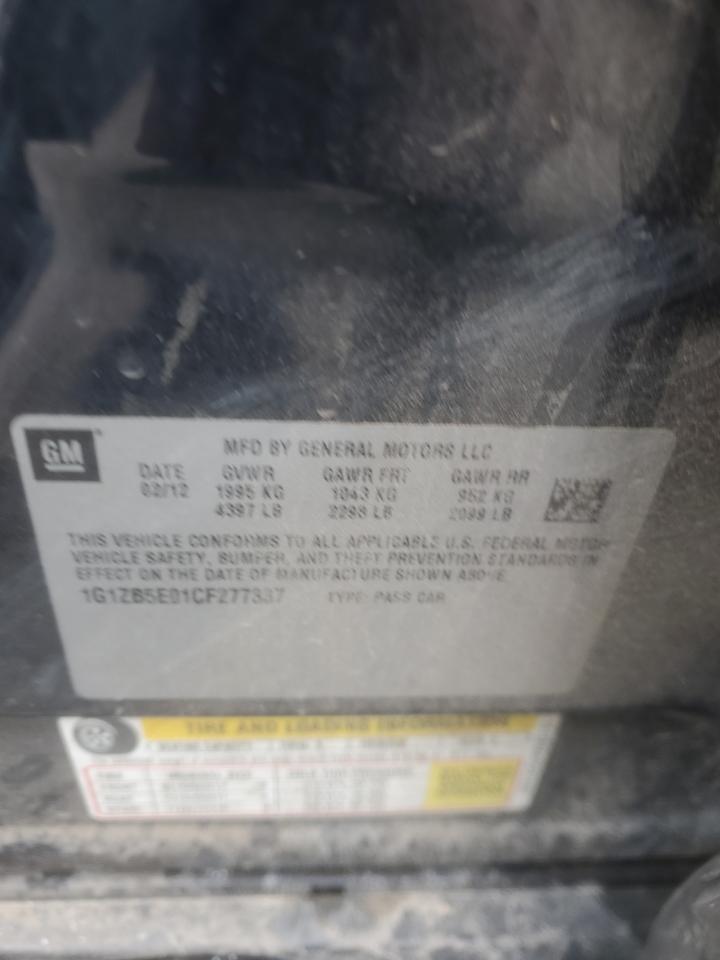 GM
MFD BY GENERAL MOTORS LLC
DATE GVWR GAWR FRT GAWR RR
02/12 1995 KG 1043 KG 952 KG
4397 LB 2298 LB 2099 LB
THIS VEHICLE CONFORMS TO ALL APPLICABLE U.S. FEDERAL MOTOR
VEHICLE SAFETY, BUMPER, AND THEFT PREVENTION STANDARDS IN
EFFECT ON THE DATE OF MANUFACTURE SHOWN ABOVE.
1G1ZB5E01CF277337 TYPE: PASS CAR
TIRE AND LOADING INFORMATION